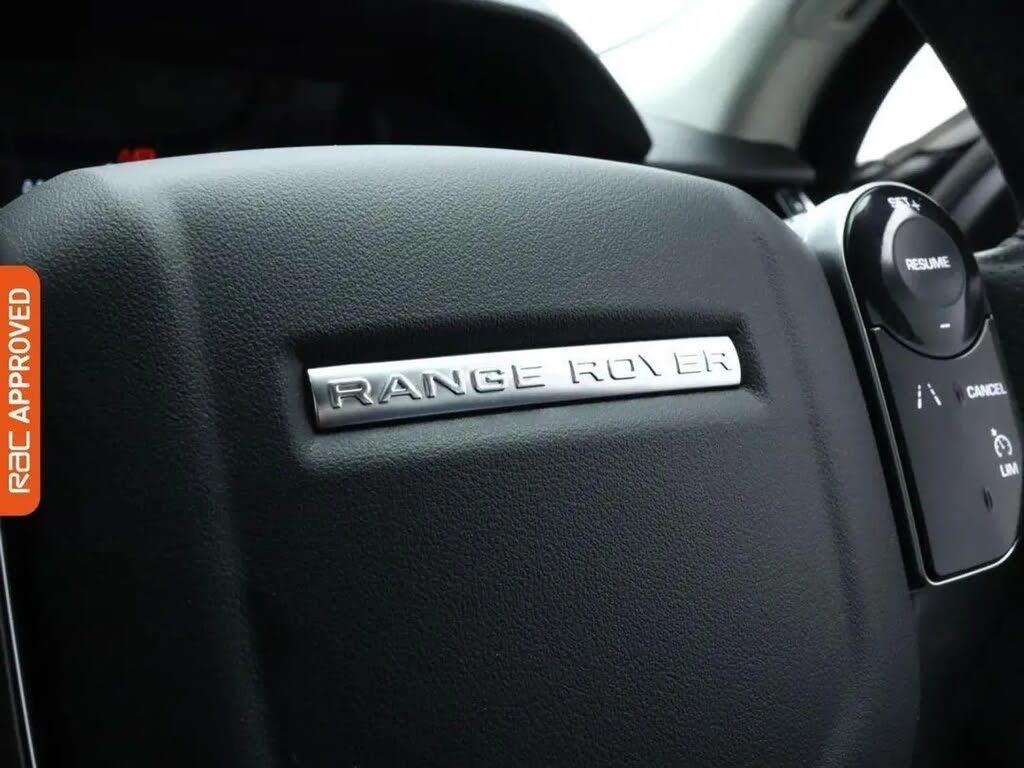 RAC APPROVED
RANGE ROVER
SET+
RESUME
CANCEL
LIM